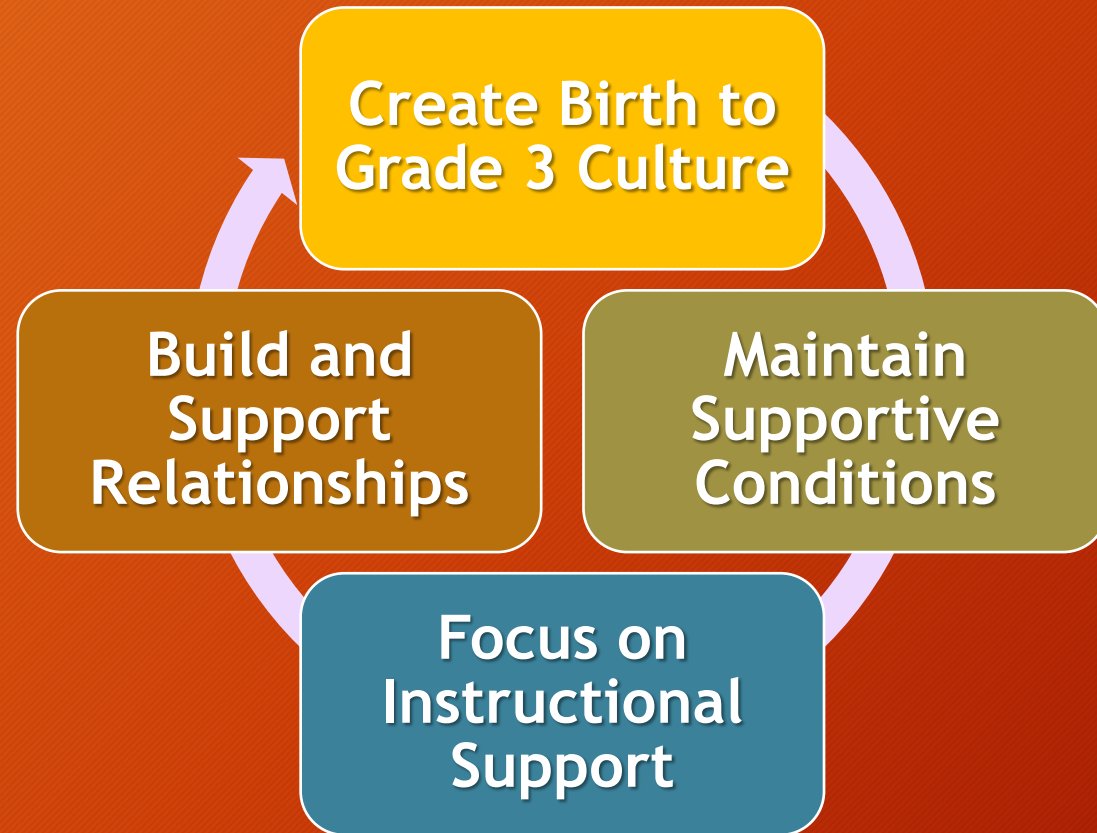 Create Birth to
Grade 3 Culture
Maintain
Supportive
Conditions
Focus on
Instructional
Support
Build and
Support
Relationships